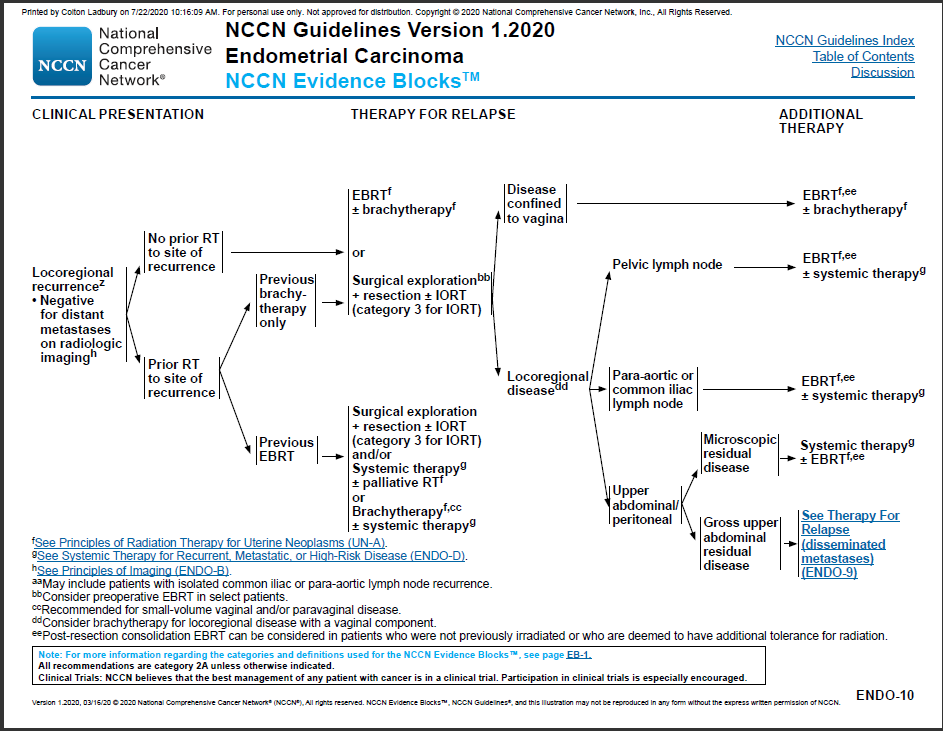 Printed by Colton Ladbury on 7/22/2020 10:16:09 AM. For personal use only. Not approved for distribution. Copyright © 2020 National Comprehensive Cancer Network, Inc., All Rights Reserved.
NCCN
National
Comprehensive
Cancer
Network®
NCCN Guidelines Version 1.2020
Endometrial Carcinoma
NCCN Evidence Blocks™
NCCN Guidelines Index
Table of Contents
Discussion
CLINICAL PRESENTATION
THERAPY FOR RELAPSE
ADDITIONAL
THERAPY
Locoregional
recurrencez
• Negative
for distant
metastases
on radiologic
imagingh
No prior RT
to site of
recurrence
Prior RT
to site of
recurrence
Previous
brachy-
therapy
only
Previous
EBRT
EBRTf
± brachytherapyf
or
Surgical explorationbb
+ resection ± IORT
(category 3 for IORT)
Surgical exploration
+ resection ± IORT
(category 3 for IORT)
and/or
Systemic therapyg
± palliative RTf
or
Brachytherapyf,cc
± systemic therapyg
Disease
confined
to vagina
Locoregional
diseasedd
Pelvic lymph node
Para-aortic or
common iliac
lymph node
Upper
abdominal/
peritoneal
Microscopic
residual
disease
Gross upper
abdominal
residual
disease
EBRTf,ee
± brachytherapyf
EBRTf,ee
± systemic therapyg
EBRTf,ee
± systemic therapyg
Systemic therapyg
± EBRTf,ee
See Therapy For
Relapse
(disseminated
metastases)
(ENDO-9)
fSee Principles of Radiation Therapy for Uterine Neoplasms (UN-A).
gSee Systemic Therapy for Recurrent, Metastatic, or High-Risk Disease (ENDO-D).
hSee Principles of Imaging (ENDO-B).
aaMay include patients with isolated common iliac or para-aortic lymph node recurrence.
bbConsider preoperative EBRT in select patients.
ccRecommended for small-volume vaginal and/or paravaginal disease.
ddConsider brachytherapy for locoregional disease with a vaginal component.
eePost-resection consolidation EBRT can be considered in patients who were not previously irradiated or who are deemed to have additional tolerance for radiation.
Note: For more information regarding the categories and definitions used for the NCCN Evidence Blocks™, see page EB-1.
All recommendations are category 2A unless otherwise indicated.
Clinical Trials: NCCN believes that the best management of any patient with cancer is in a clinical trial. Participation in clinical trials is especially encouraged.
Version 1.2020, 03/16/20 © 2020 National Comprehensive Cancer Network® (NCCN®), All rights reserved. NCCN Evidence Blocks™, NCCN Guidelines®, and this illustration may not be reproduced in any form without the express written permission of NCCN.
ENDO-10